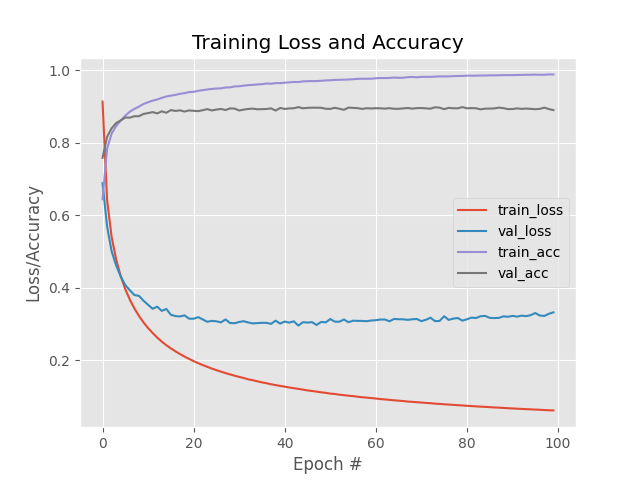 Training Loss and Accuracy
1.0
0.8
0.6
0.4
0.2
Loss/Accuracy
train_loss
val_loss
train_acc
val_acc
0 20 40 60 80 100
Epoch #